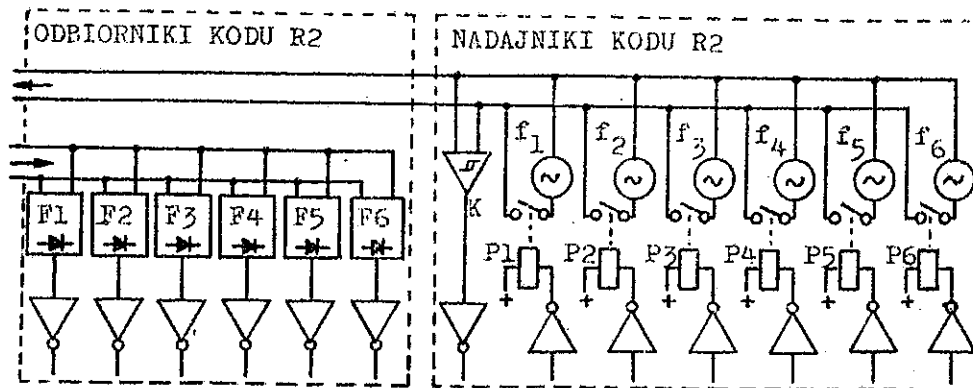 ODBIORNIKI KODU R2
NADAJNIKI KODU R2
f1 f2 f3 f4 f5 f6
F1 F2 F3 F4 F5 F6
K
P1 P2 P3 P4 P5 P6
+ + + + + +